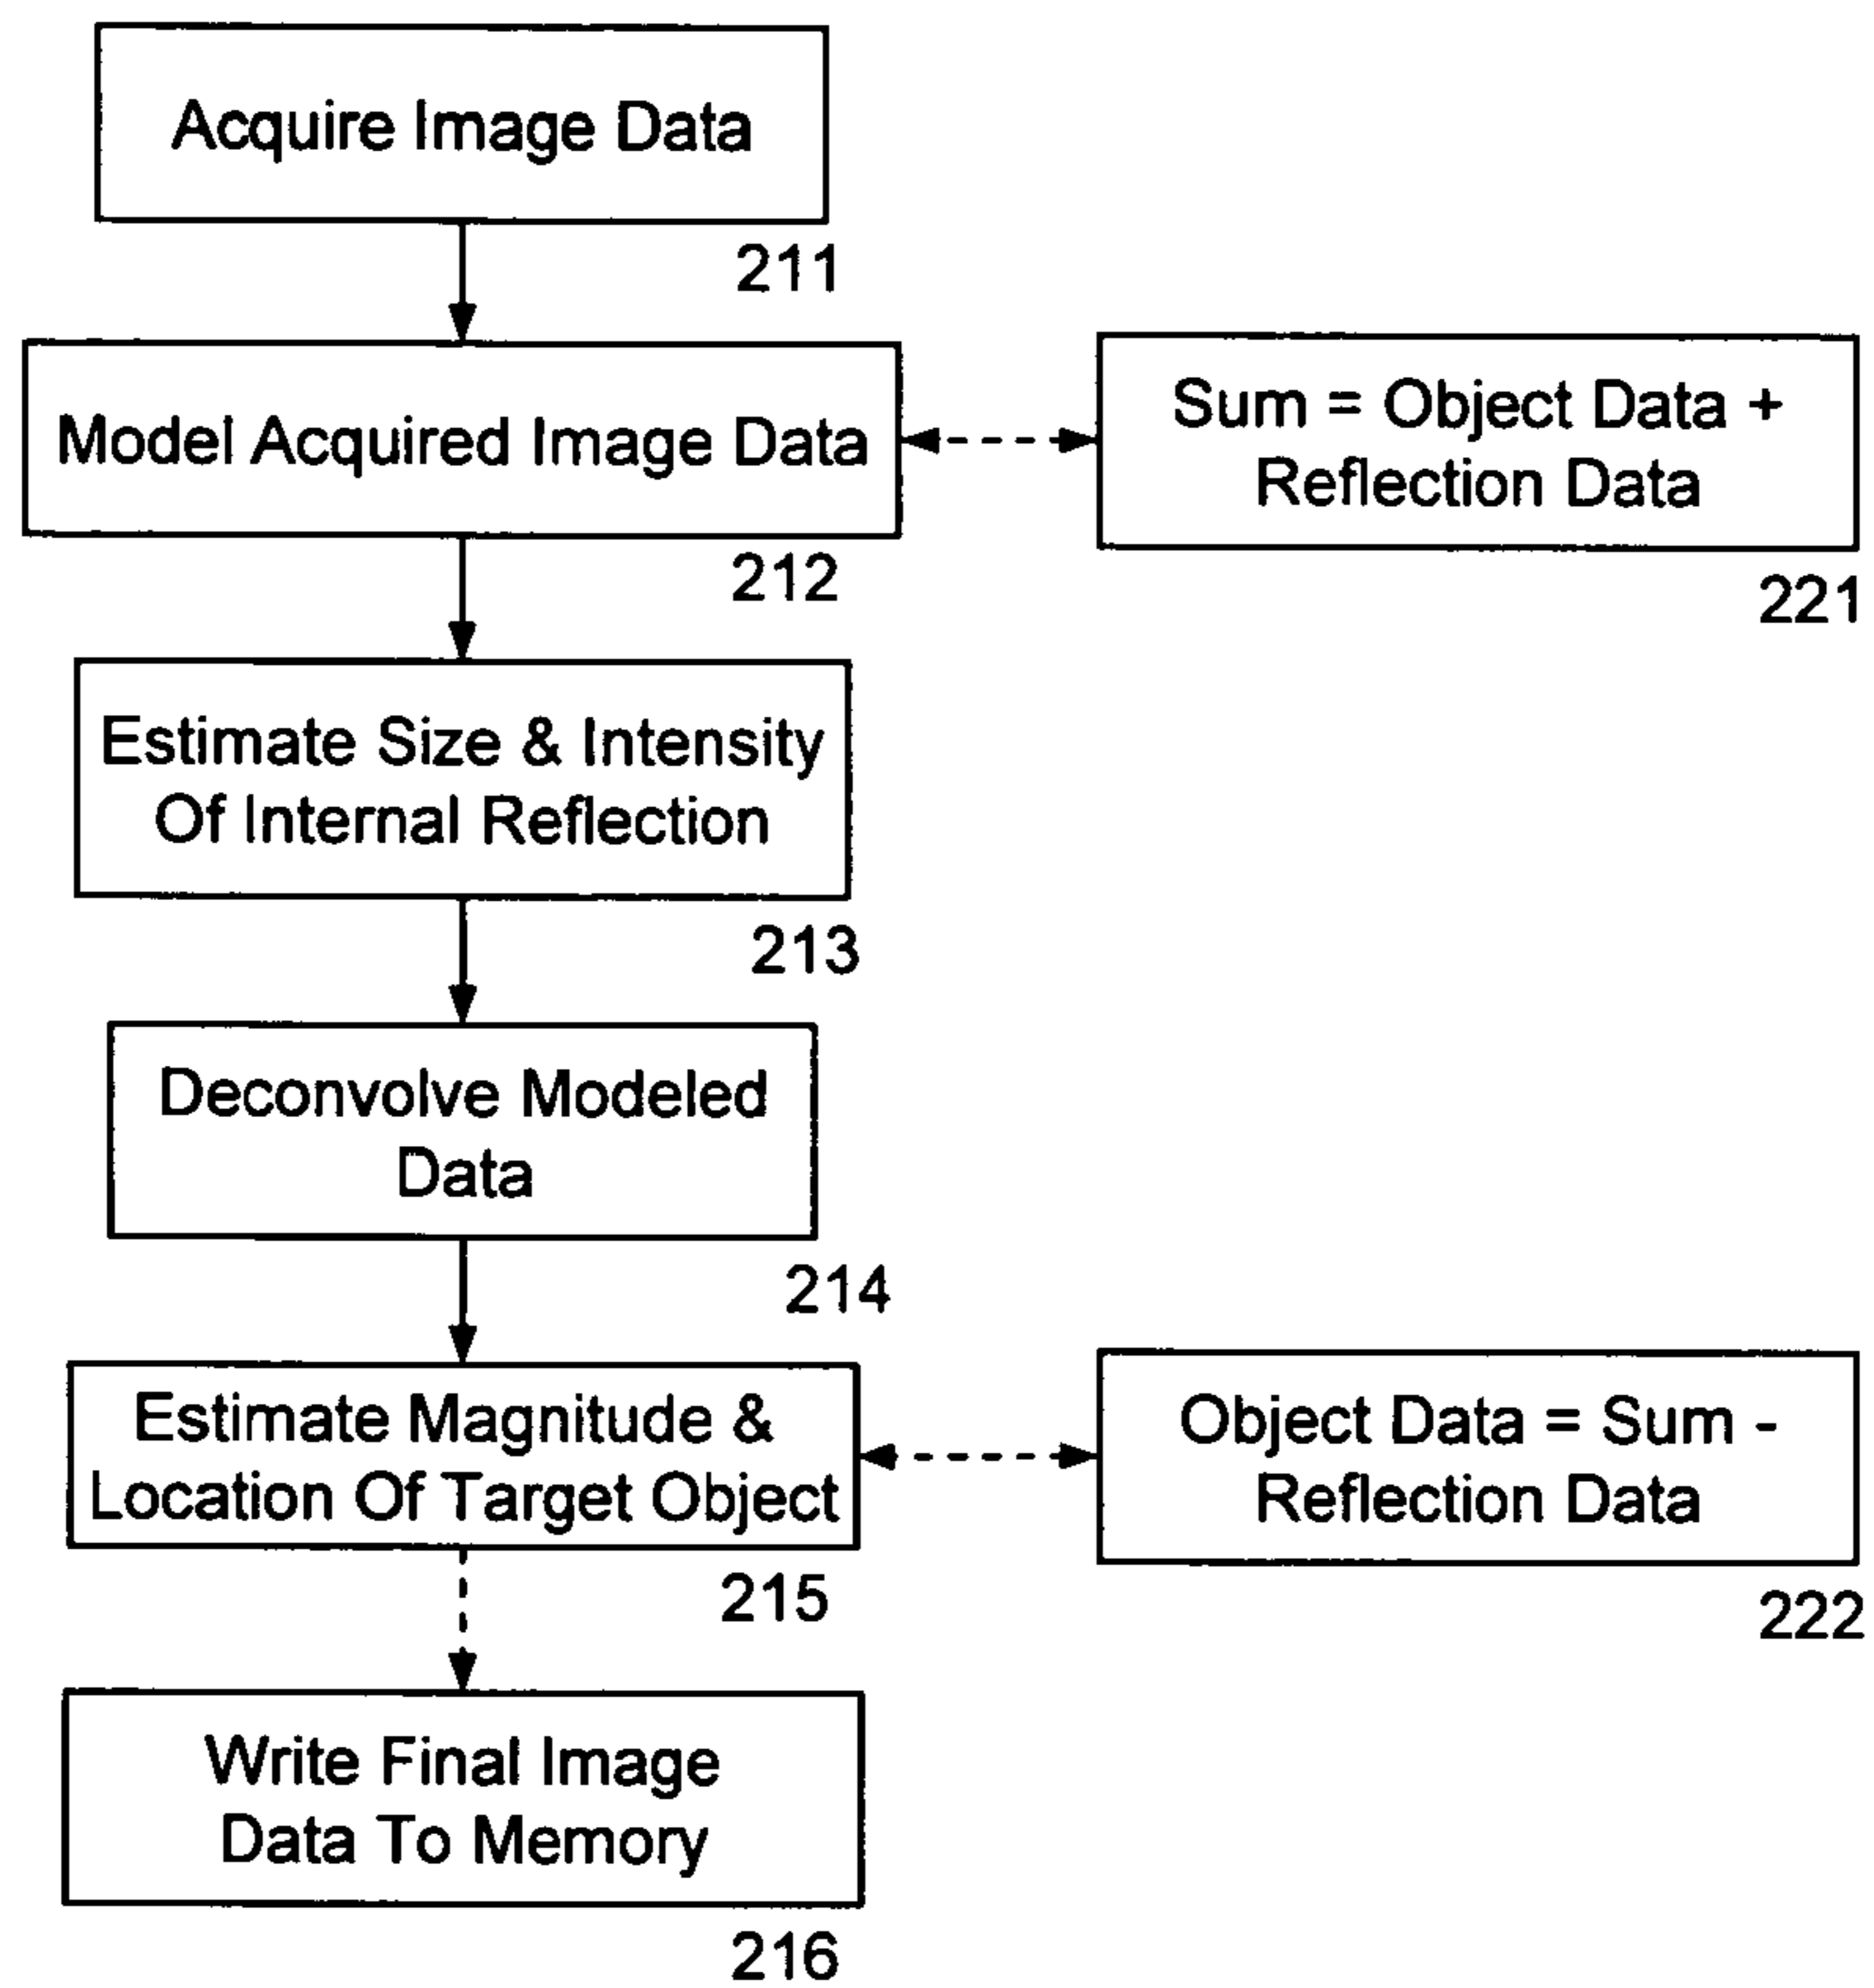 Acquire Image Data
211
Model Acquired Image Data
212
Sum = Object Data +
Reflection Data
221
Estimate Size & Intensity
Of Internal Reflection
213
Deconvolve Modeled
Data
214
Estimate Magnitude &
Location Of Target Object
215
Object Data = Sum -
Reflection Data
222
Write Final Image
Data To Memory
216